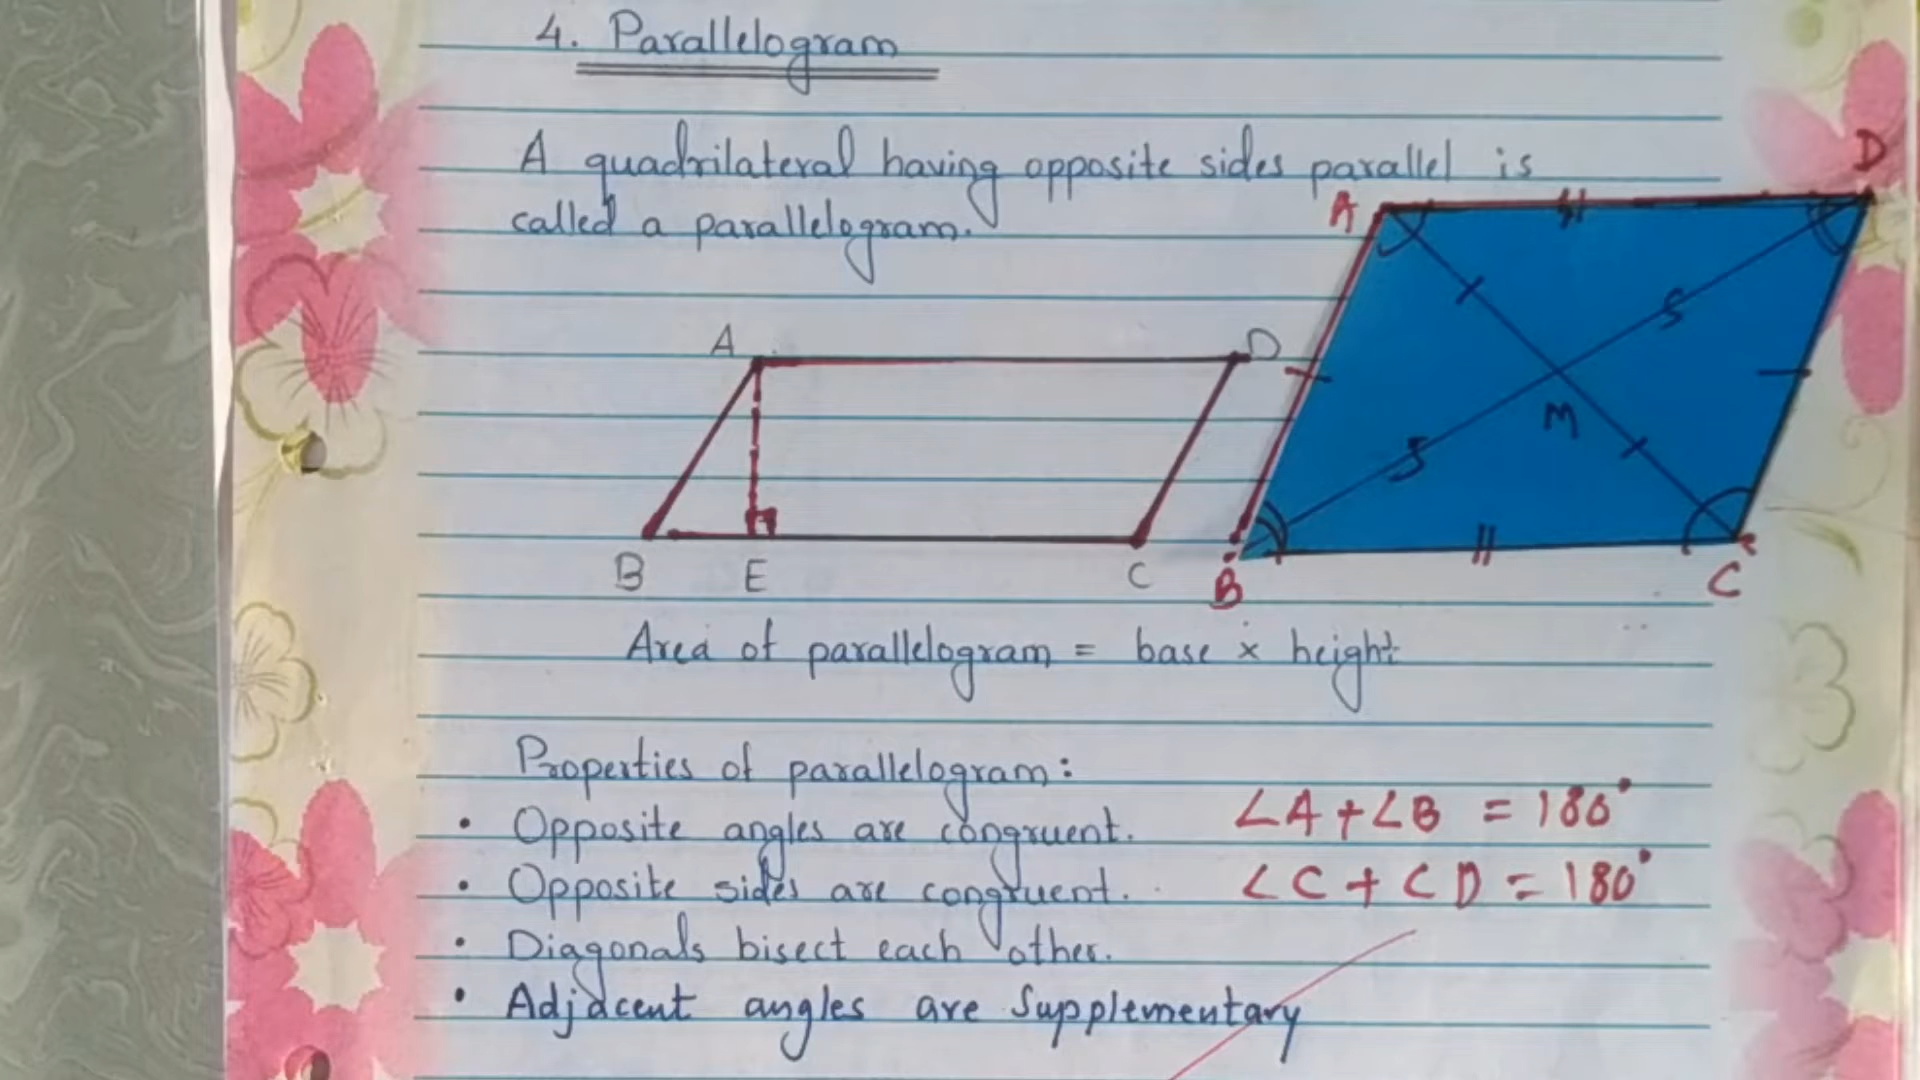 4. Parallelogram
A quadrilateral having opposite sides parallel is
called a parallelogram.
A D
B E C
A D
M
B C
Area of parallelogram = base × height
Properties of parallelogram:
• Opposite angles are congruent. ∠A + ∠B = 180°
• Opposite sides are congruent. ∠C + ∠D = 180°
• Diagonals bisect each other.
• Adjacent angles are Supplementary